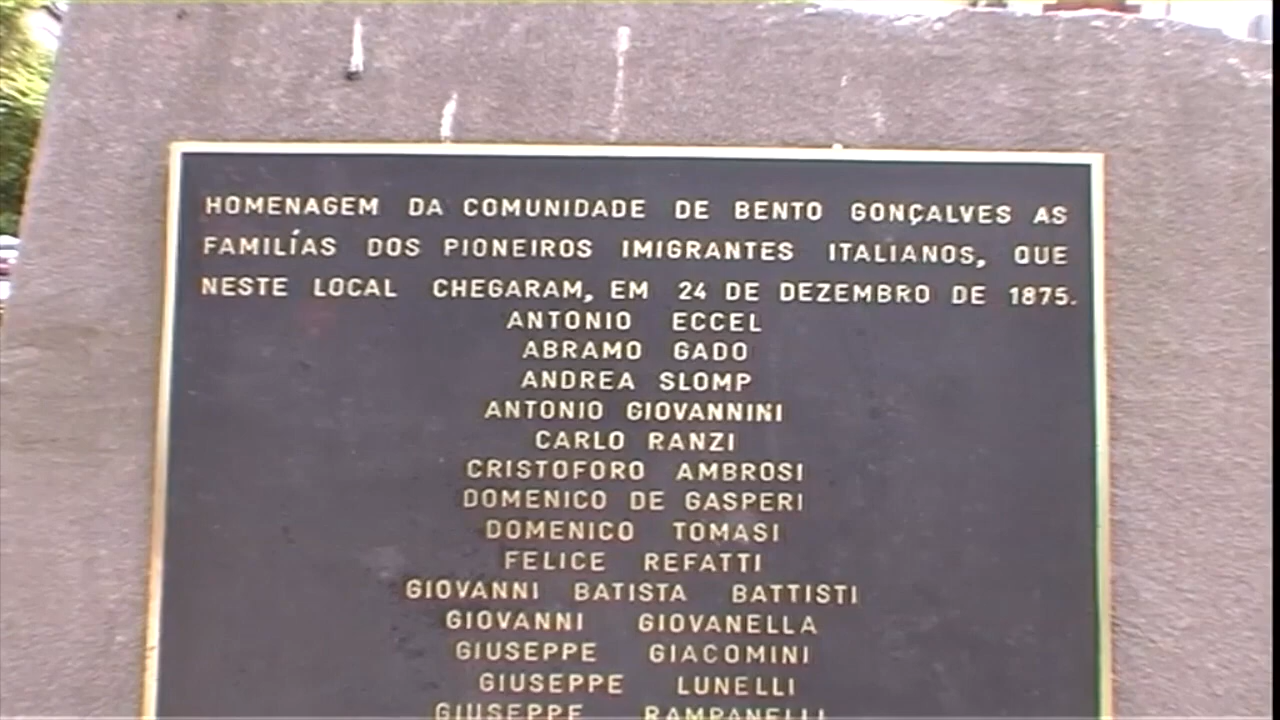 HOMENAGEM DA COMUNIDADE DE BENTO GONÇALVES AS
FAMILÍAS DOS PIONEIROS IMIGRANTES ITALIANOS, QUE
NESTE LOCAL CHEGARAM, EM 24 DE DEZEMBRO DE 1875.
ANTONIO ECCEL
ABRAMO GADO
ANDREA SLOMP
ANTONIO GIOVANNINI
CARLO RANZI
CRISTOFORO AMBROSI
DOMENICO DE GASPERI
DOMENICO TOMASI
FELICE REFATTI
GIOVANNI BATISTA BATTISTI
GIOVANNI GIOVANELLA
GIUSEPPE GIACOMINI
GIUSEPPE LUNELLI
GIUSEPPE RAMPANELLI